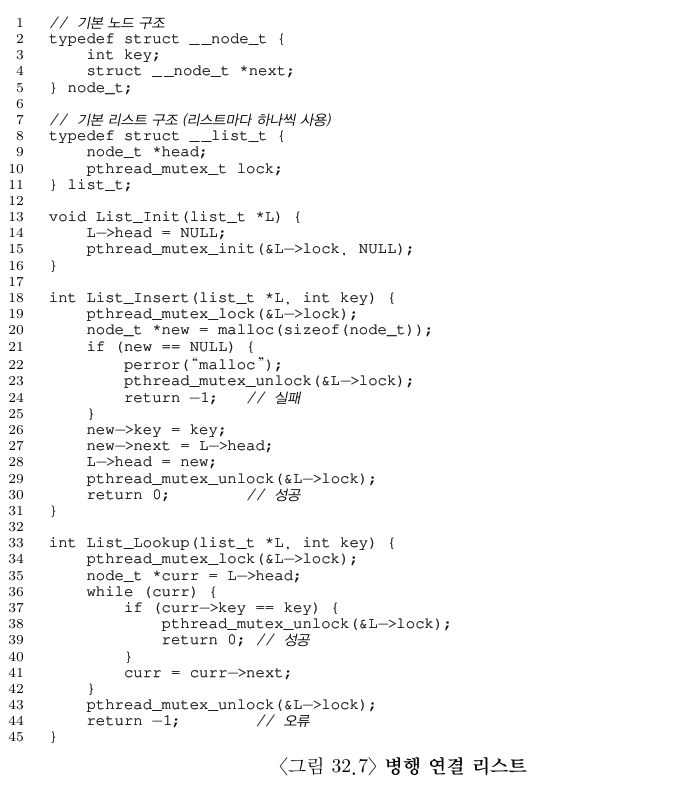 1 // 기본 노드 구조
2 typedef struct __node_t {
3 int key;
4 struct __node_t *next;
5 } node_t;
6
7 // 기본 리스트 구조 (리스트마다 하나씩 사용)
8 typedef struct __list_t {
9 node_t *head;
10 pthread_mutex_t lock;
11 } list_t;
12
13 void List_Init(list_t *L) {
14 L->head = NULL;
15 pthread_mutex_init(&L->lock, NULL);
16 }
17
18 int List_Insert(list_t *L, int key) {
19 pthread_mutex_lock(&L->lock);
20 node_t *new = malloc(sizeof(node_t));
21 if (new == NULL) {
22 perror(“malloc”);
23 pthread_mutex_unlock(&L->lock);
24 return −1; // 실패
25 }
26 new->key = key;
27 new->next = L->head;
28 L->head = new;
29 pthread_mutex_unlock(&L->lock);
30 return 0; // 성공
31 }
32
33 int List_Lookup(list_t *L, int key) {
34 pthread_mutex_lock(&L->lock);
35 node_t *curr = L->head;
36 while (curr) {
37 if (curr->key == key) {
38 pthread_mutex_unlock(&L->lock);
39 return 0; // 성공
40 }
41 curr = curr->next;
42 }
43 pthread_mutex_unlock(&L->lock);
44 return −1; // 오류
45 }
〈그림 32.7〉 병행 연결 리스트